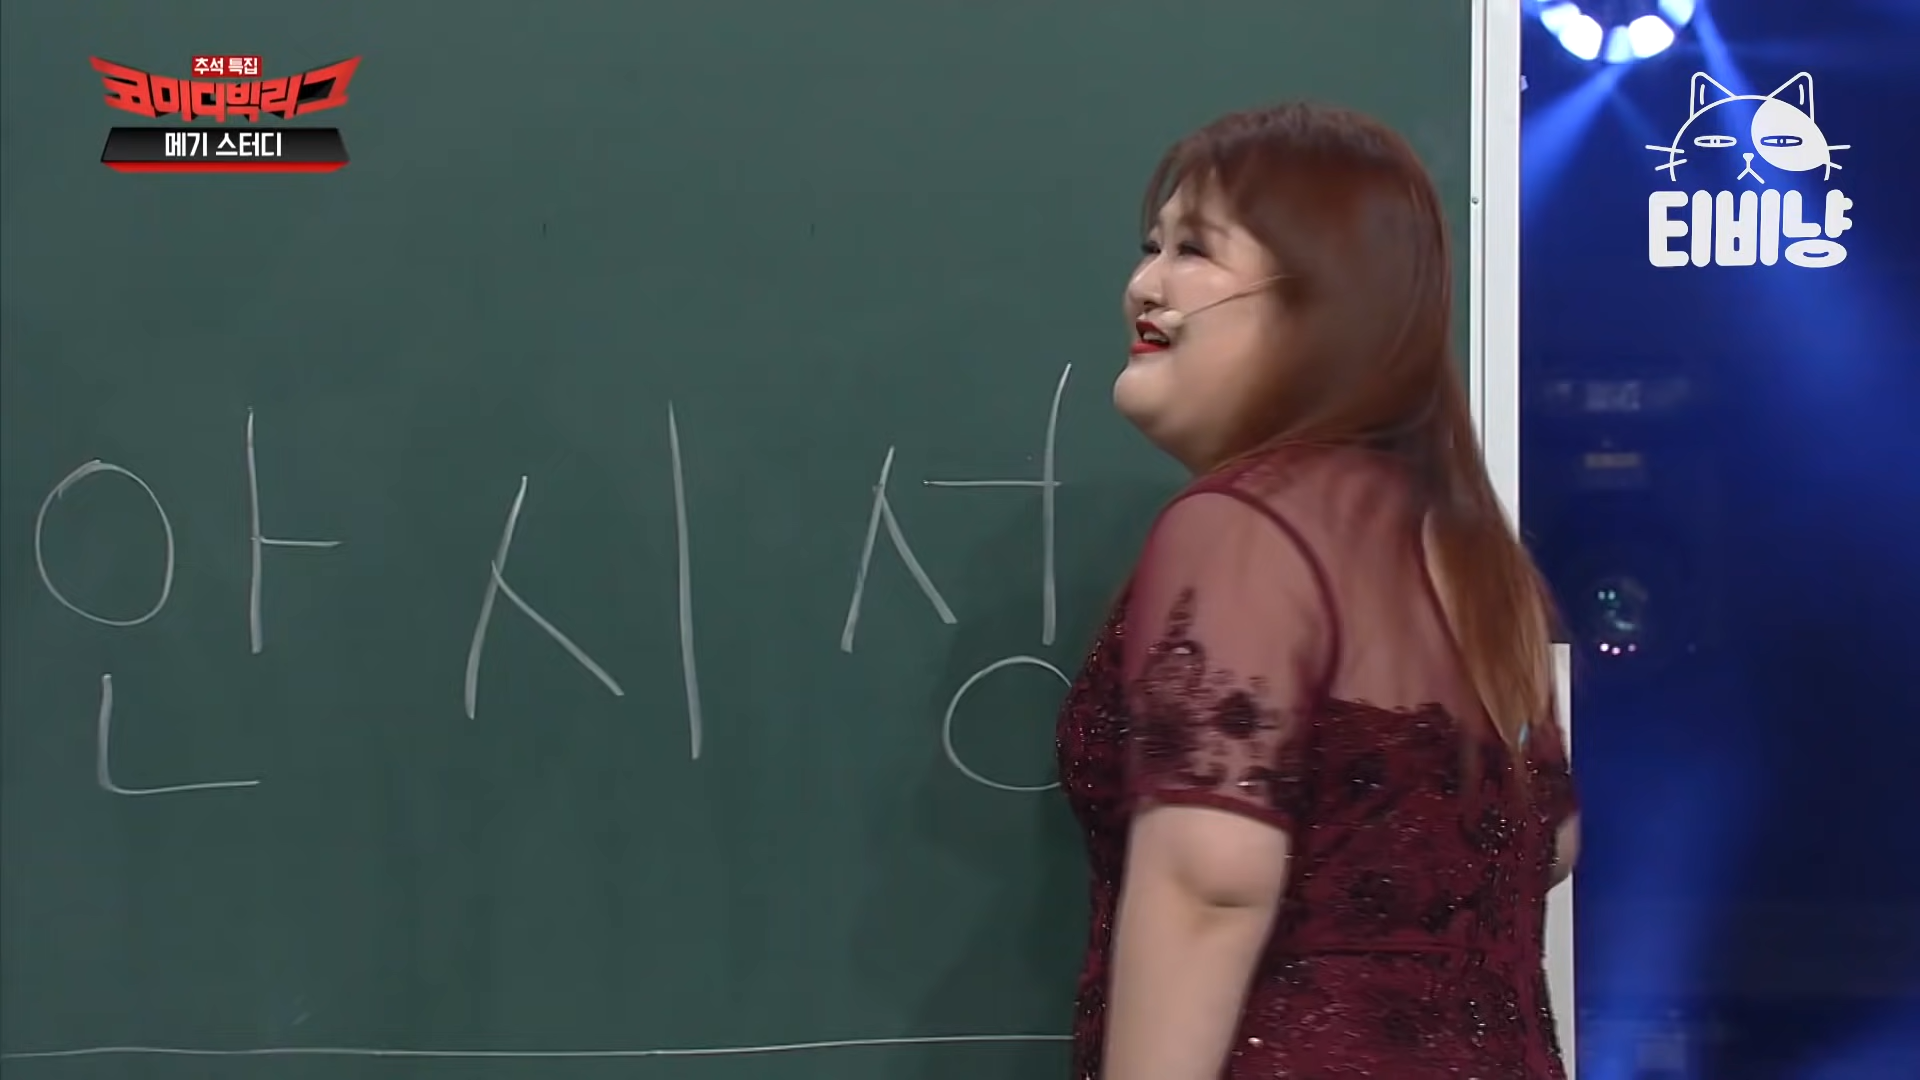 추석 특집
코미디빅리그
메기 스터디
티비냥
안시성